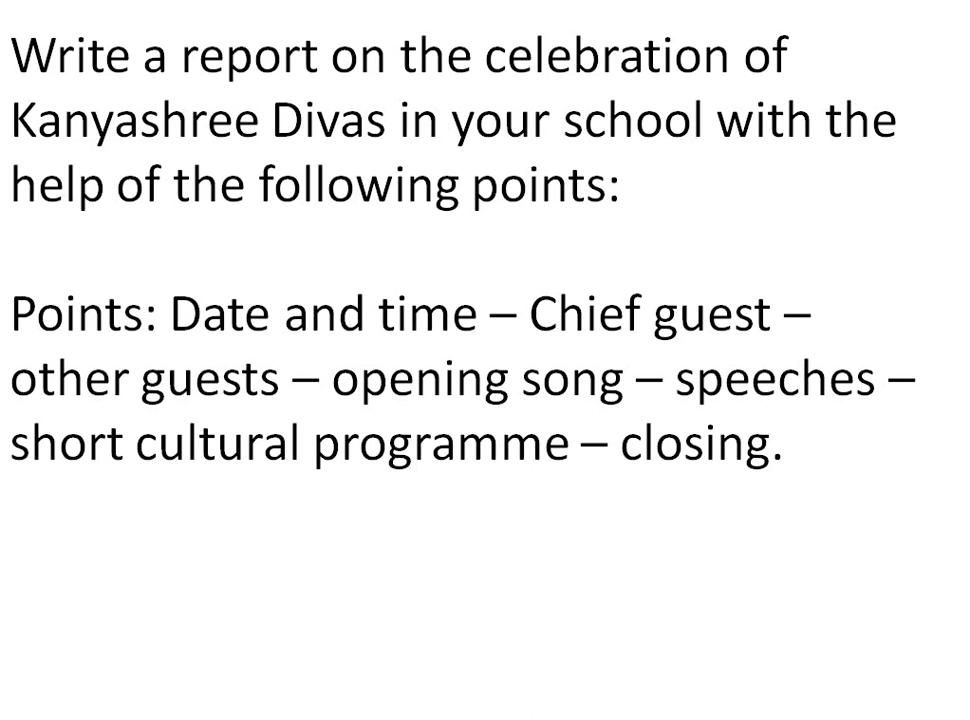 Write a report on the celebration of
Kanyashree Divas in your school with the
help of the following points:
Points: Date and time – Chief guest –
other guests – opening song – speeches –
short cultural programme – closing.